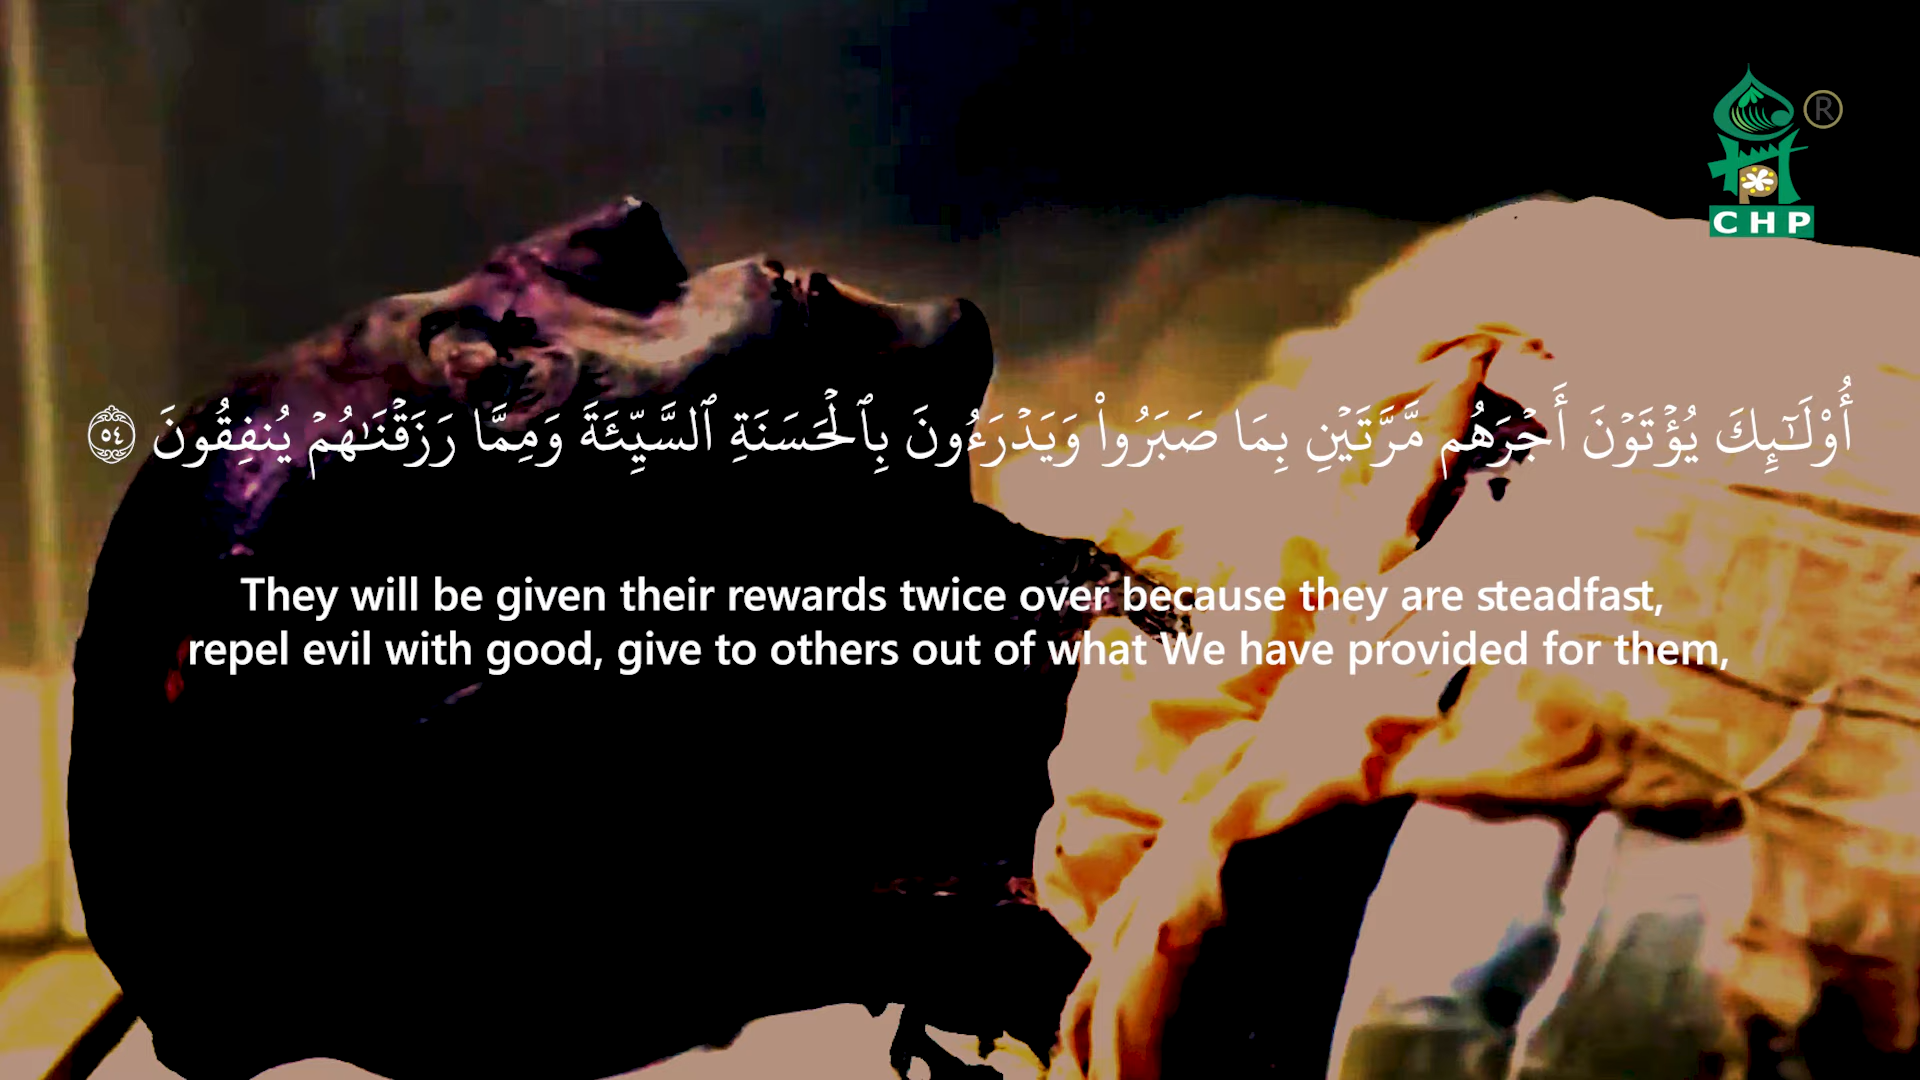 ®
CHP
أُو۟لَـٰٓئِكَ يُؤْتَوْنَ أَجْرَهُم مَّرَّتَيْنِ بِمَا صَبَرُوا۟ وَيَدْرَءُونَ بِٱلْحَسَنَةِ ٱلسَّيِّئَةَ وَمِمَّا رَزَقْنَـٰهُمْ يُنفِقُونَ ٥٤
They will be given their rewards twice over because they are steadfast,
repel evil with good, give to others out of what We have provided for them,